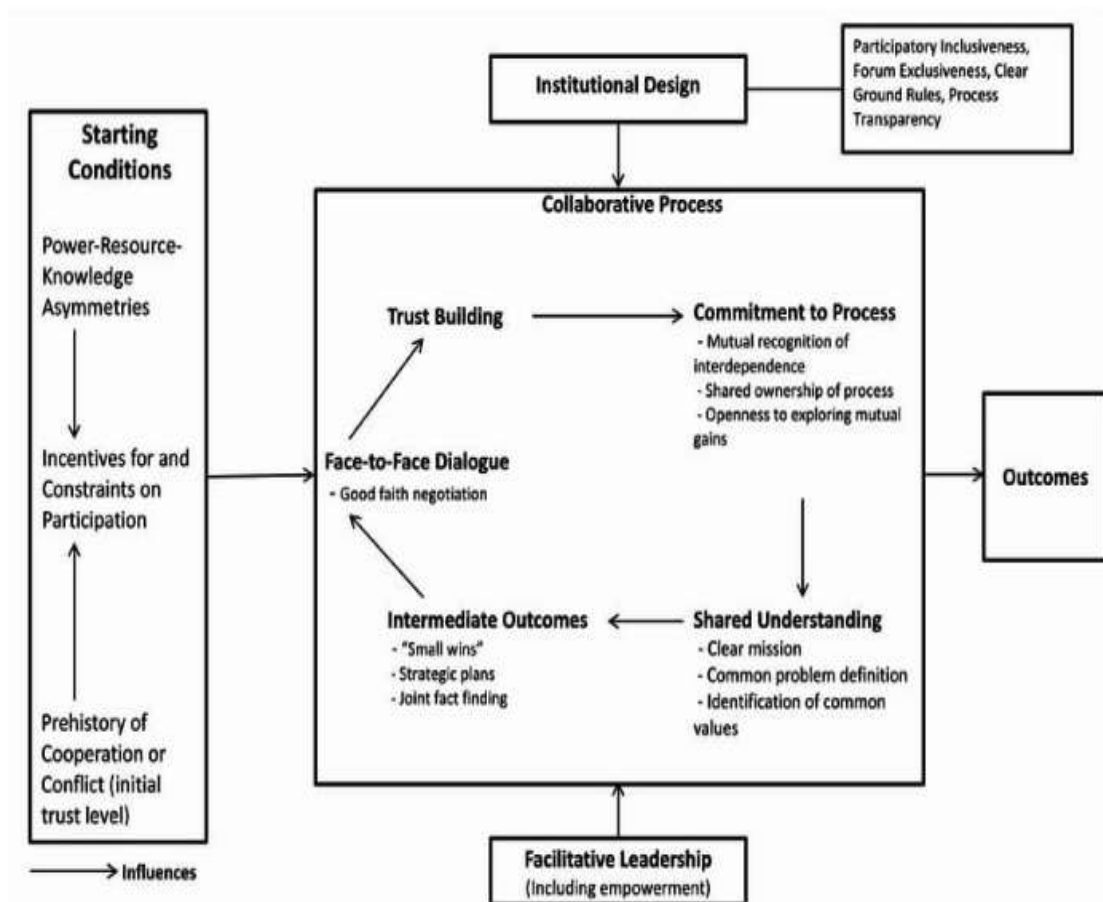 Participatory Inclusiveness,
Forum Exclusiveness, Clear
Ground Rules, Process
Transparency
Institutional Design
Starting
Conditions
Power-Resource-
Knowledge
Asymmetries
Incentives for and
Constraints on
Participation
Prehistory of
Cooperation or
Conflict (initial
trust level)
Influences
Collaborative Process
Trust Building
Commitment to Process
- Mutual recognition of
interdependence
- Shared ownership of process
- Openness to exploring mutual
gains
Face-to-Face Dialogue
- Good faith negotiation
Intermediate Outcomes
- "Small wins"
- Strategic plans
- Joint fact finding
Shared Understanding
- Clear mission
- Common problem definition
- Identification of common
values
Outcomes
Facilitative Leadership
(Including empowerment)